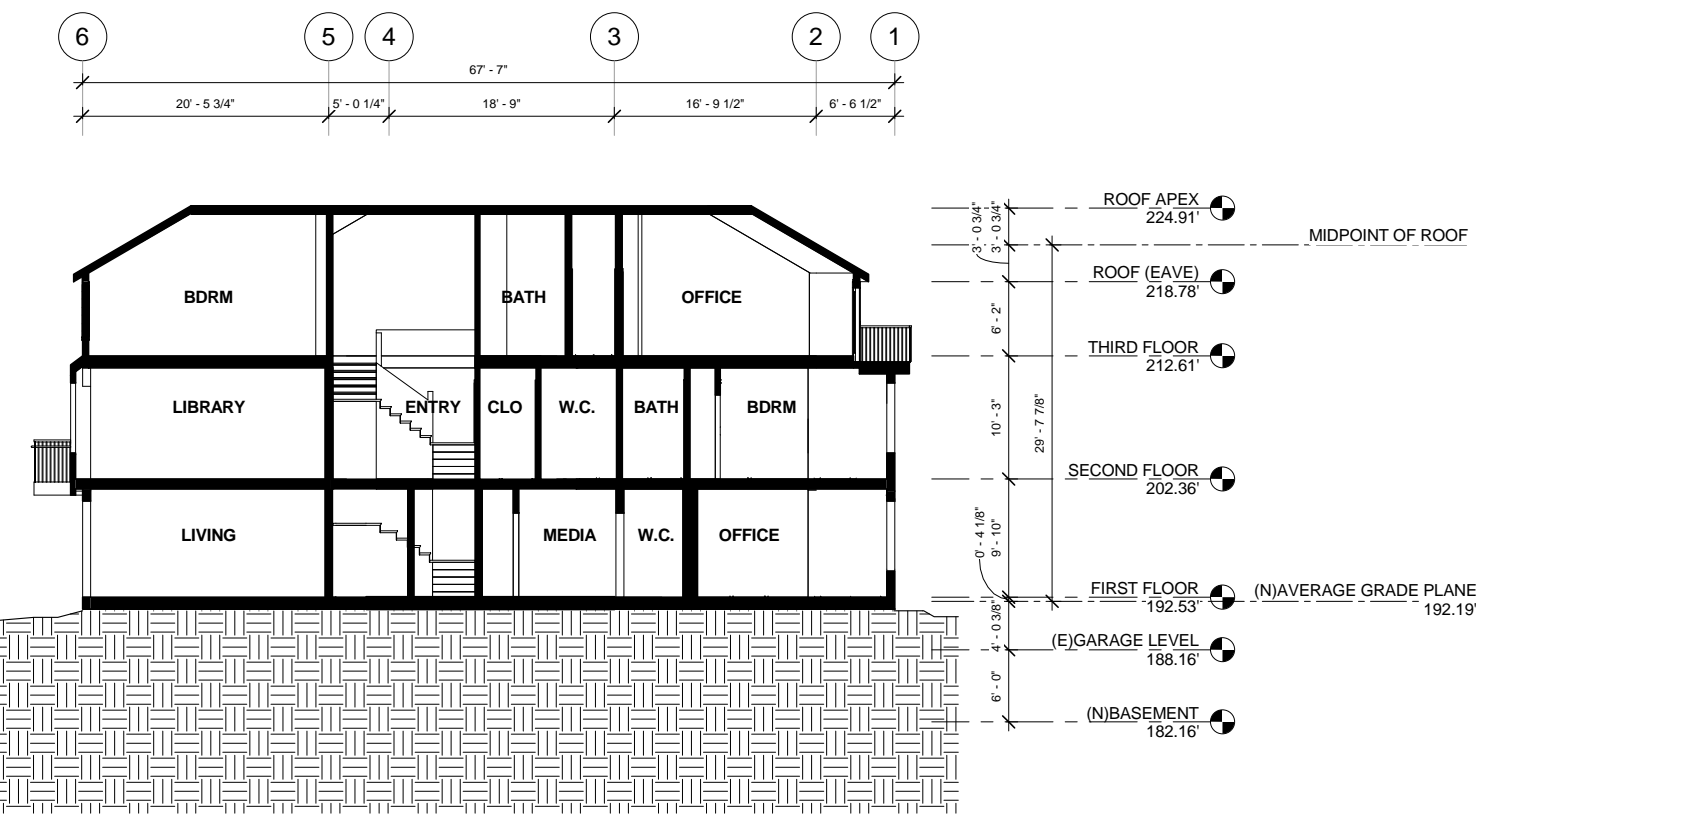 6 5 4 3 2 1
67' - 7"
20' - 5 3/4" 5' - 0 1/4" 18' - 9" 16' - 9 1/2" 6' - 6 1/2"
ROOF APEX
224.91'
3' - 0 3/4"
3' - 0 3/4"
MIDPOINT OF ROOF
ROOF (EAVE)
218.78'
BDRM BATH OFFICE
6' - 2"
THIRD FLOOR
212.61'
LIBRARY ENTRY CLO W.C. BATH BDRM
10' - 3"
29' - 7 7/8"
SECOND FLOOR
202.36'
LIVING MEDIA W.C. OFFICE
0' - 4 1/8"
9' - 10"
FIRST FLOOR
192.53'
(N)AVERAGE GRADE PLANE
192.19'
4' - 0 3/8"
(E)GARAGE LEVEL
188.16'
6' - 0"
(N)BASEMENT
182.16'